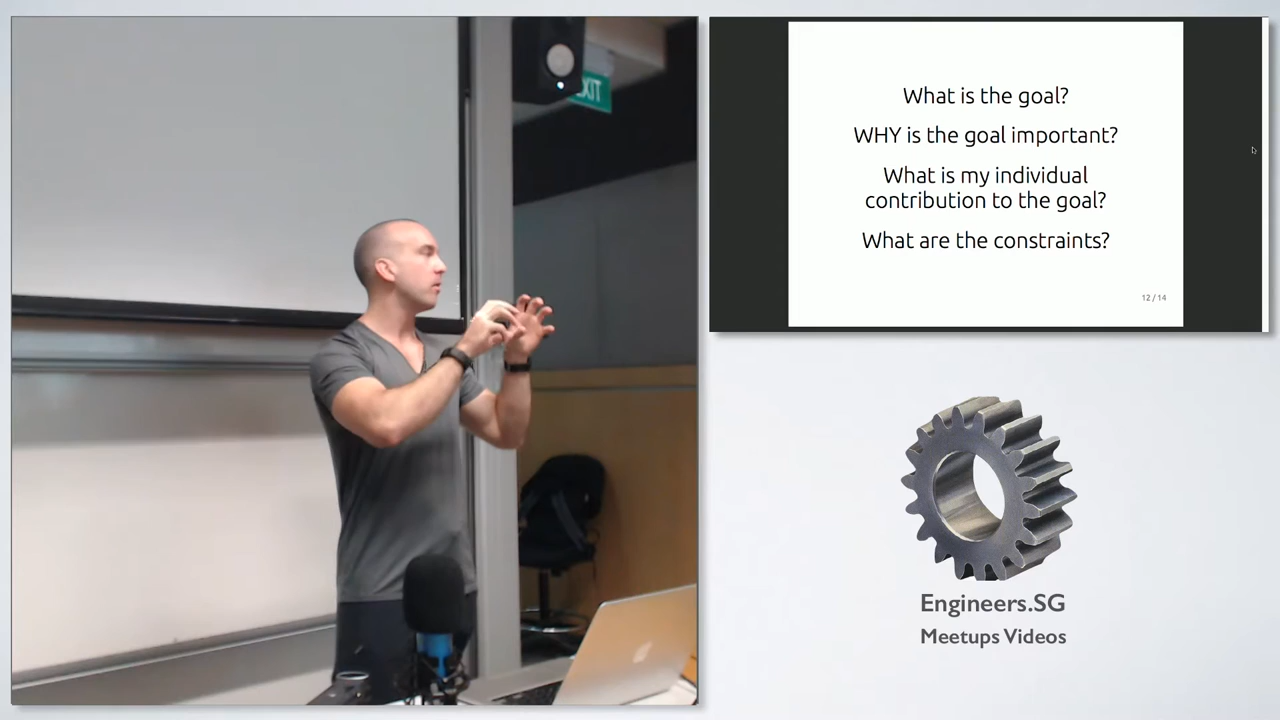 EXIT
What is the goal?
WHY is the goal important?
What is my individual
contribution to the goal?
What are the constraints?
12 / 14
Engineers.SG
Meetups Videos